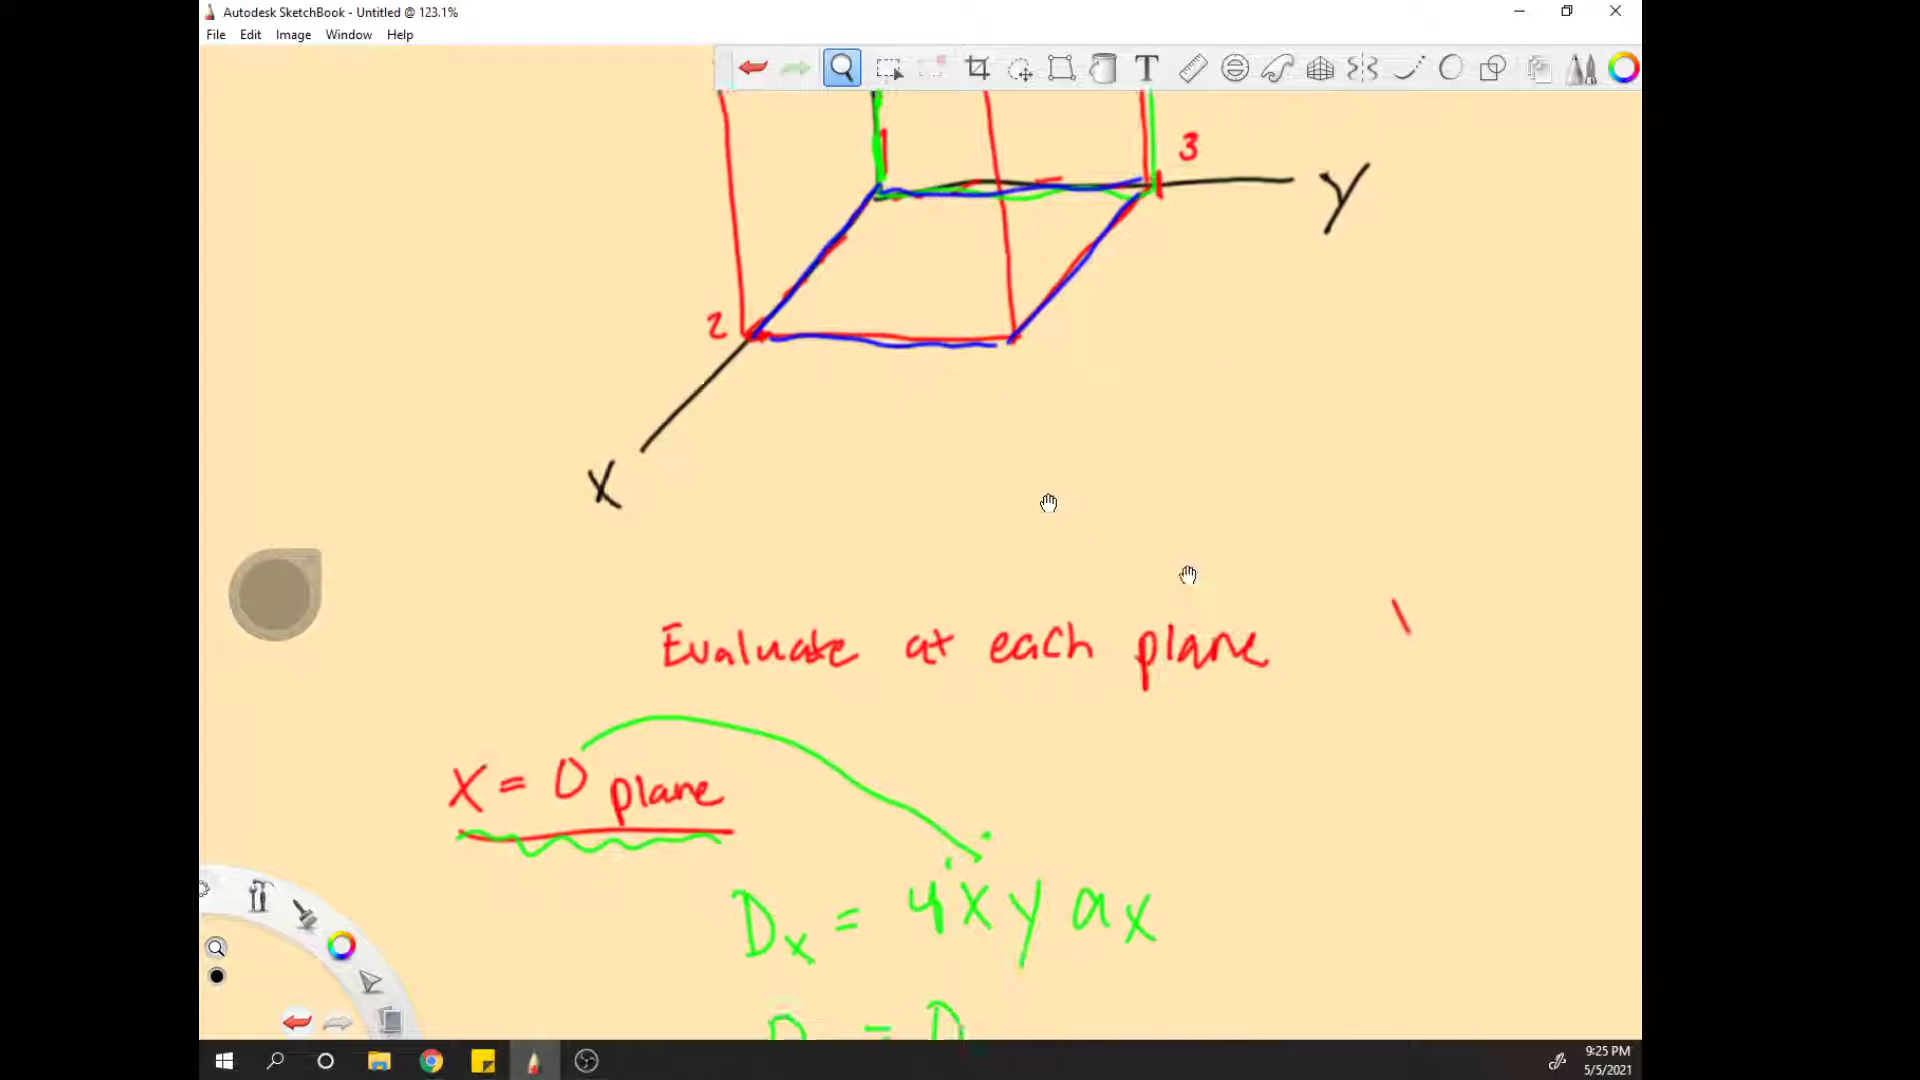 Autodesk SketchBook - Untitled @ 123.1%
File Edit Image Window Help
T
3
Y
2
X
Evaluate at each plane
X = 0 plane
Dx = 4xy ax
=
9:25 PM
5/5/2021